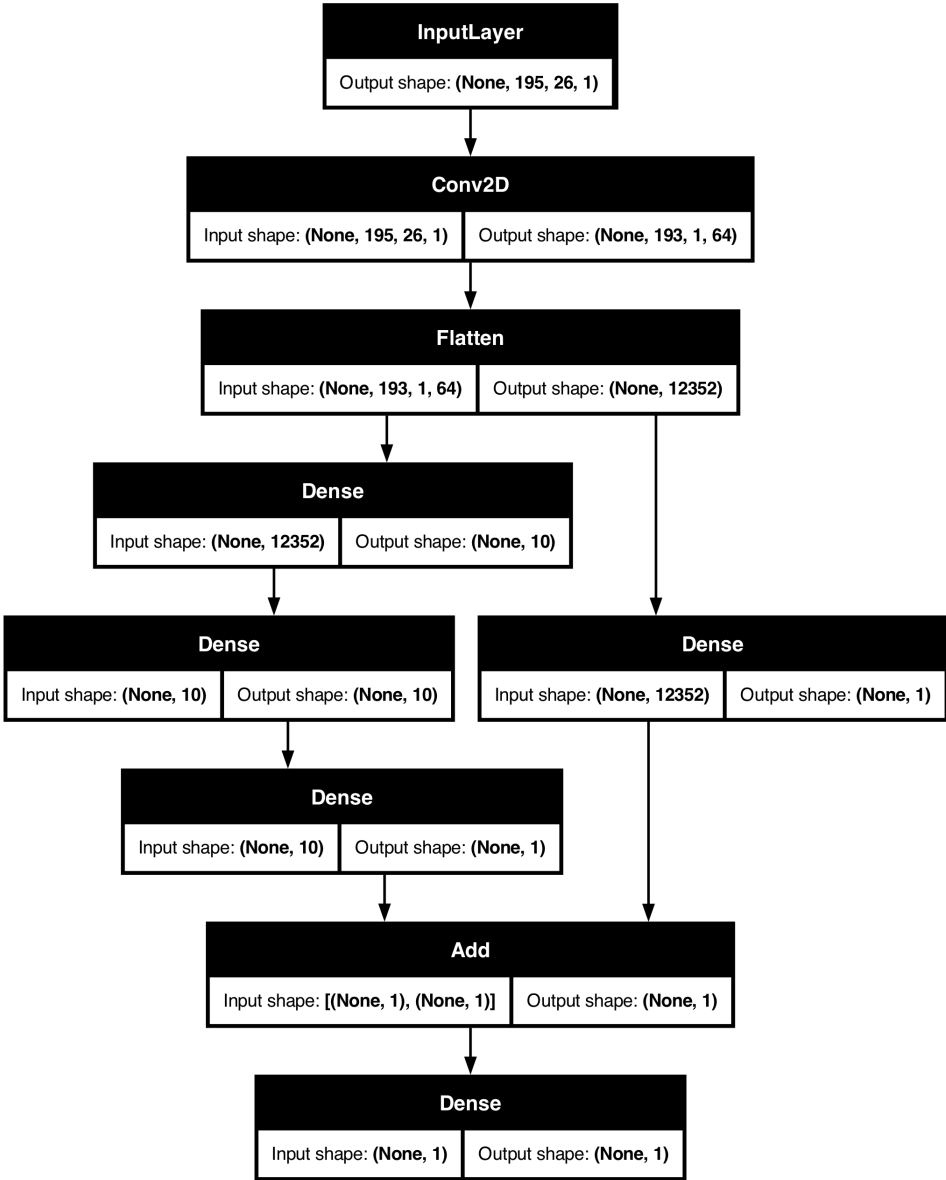 InputLayer
Output shape: (None, 195, 26, 1)
Conv2D
Input shape: (None, 195, 26, 1) Output shape: (None, 193, 1, 64)
Flatten
Input shape: (None, 193, 1, 64) Output shape: (None, 12352)
Dense
Input shape: (None, 12352) Output shape: (None, 10)
Dense
Input shape: (None, 10) Output shape: (None, 10)
Dense
Input shape: (None, 12352) Output shape: (None, 1)
Dense
Input shape: (None, 10) Output shape: (None, 1)
Add
Input shape: [(None, 1), (None, 1)] Output shape: (None, 1)
Dense
Input shape: (None, 1) Output shape: (None, 1)